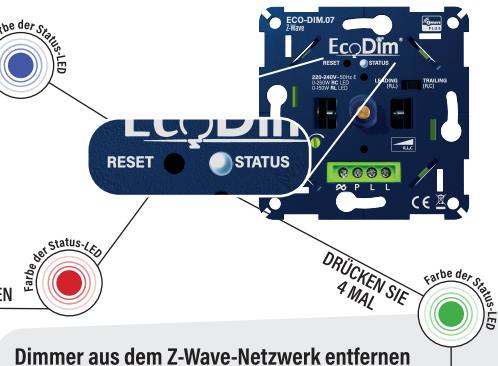 Farbe der Status-LED
ECO-DIM.07
Z-Wave
PLUS
EcoDim®
RESET
STATUS
220-240V~50Hz
0-250W RC LED
0-150W RL LED
LEADING
(R,L)
TRAILING
(R,C)
EcoDim
RESET
STATUS
R,L,C
P L L
CE
Farbe der Status-LED
EN
DRÜCKEN SIE
4 MAL
Farbe der Status-LED
Dimmer aus dem Z-Wave-Netzwerk entfernen